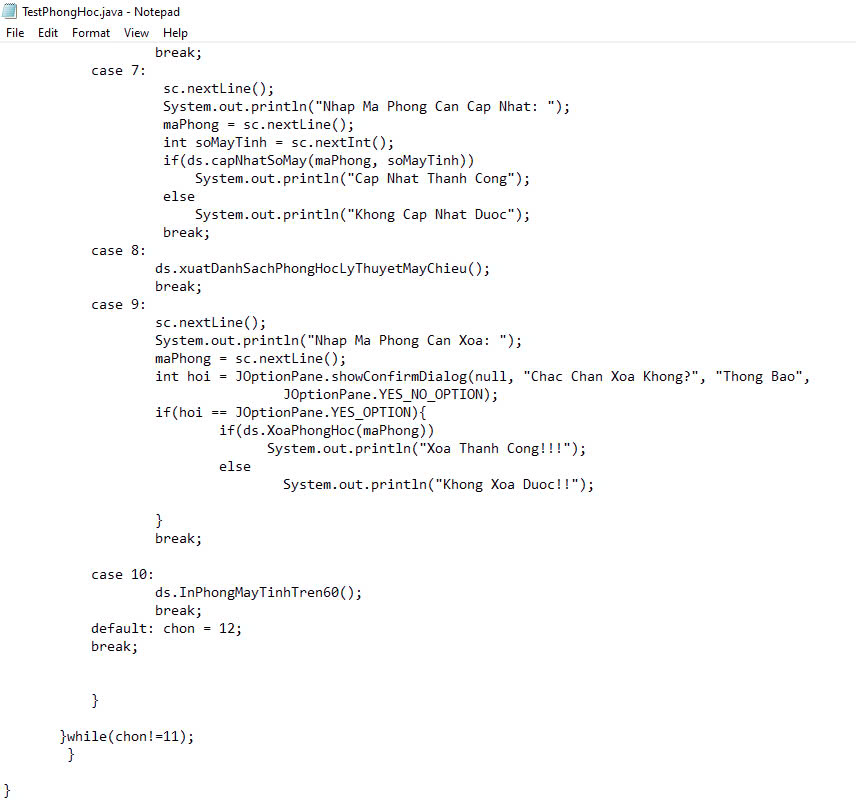 TestPhongHoc.java - Notepad
File Edit Format View Help
break;
case 7:
sc.nextLine();
System.out.println("Nhap Ma Phong Can Cap Nhat: ");
maPhong = sc.nextLine();
int soMayTinh = sc.nextInt();
if(ds.capNhatSoMay(maPhong, soMayTinh))
System.out.println("Cap Nhat Thanh Cong");
else
System.out.println("Khong Cap Nhat Duoc");
break;
case 8:
ds.xuatDanhSachPhongHocLyThuyetMayChieu();
break;
case 9:
sc.nextLine();
System.out.println("Nhap Ma Phong Can Xoa: ");
maPhong = sc.nextLine();
int hoi = JOptionPane.showConfirmDialog(null, "Chac Chan Xoa Khong?", "Thong Bao",
JOptionPane.YES_NO_OPTION);
if(hoi == JOptionPane.YES_OPTION){
if(ds.XoaPhongHoc(maPhong))
System.out.println("Xoa Thanh Cong!!!");
else
System.out.println("Khong Xoa Duoc!!");
}
break;
case 10:
ds.InPhongMayTinhTren60();
break;
default: chon = 12;
break;
}
}while(chon!=11);
}
}